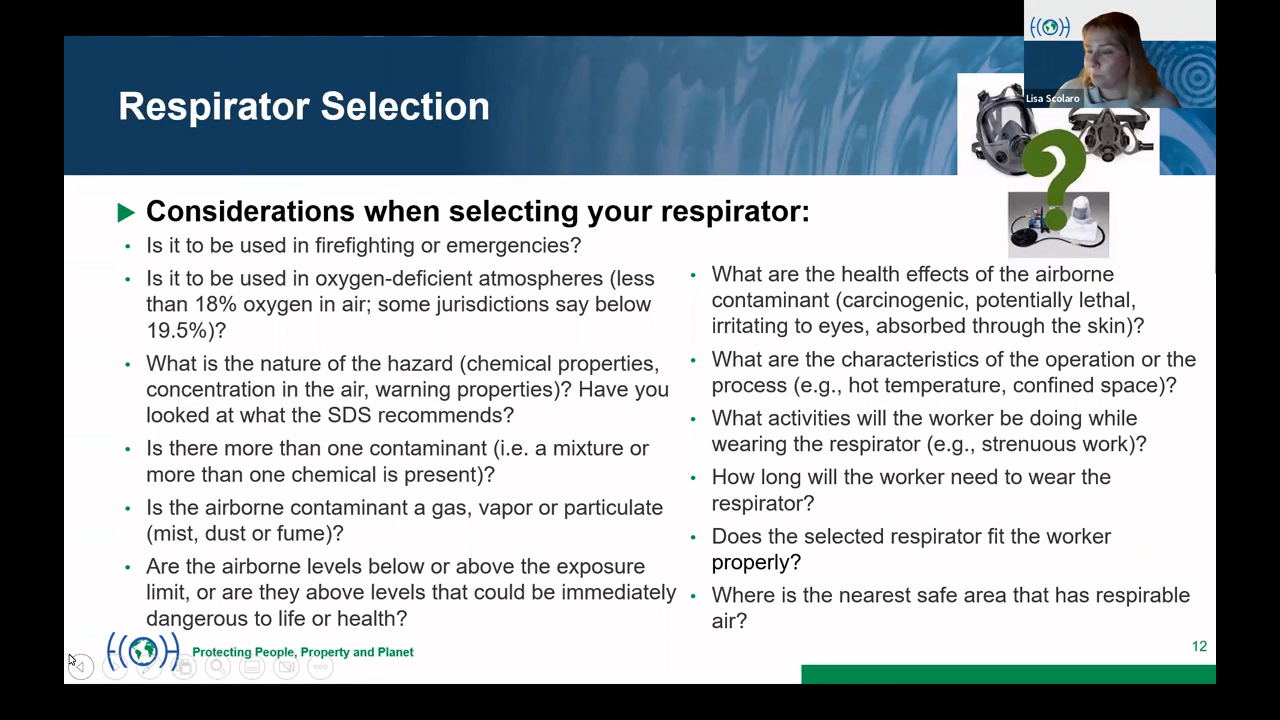 Lisa Scolaro
Respirator Selection
Considerations when selecting your respirator:
Is it to be used in firefighting or emergencies?
Is it to be used in oxygen-deficient atmospheres (less
than 18% oxygen in air; some jurisdictions say below
19.5%)?
What is the nature of the hazard (chemical properties,
concentration in the air, warning properties)? Have you
looked at what the SDS recommends?
Is there more than one contaminant (i.e. a mixture or
more than one chemical is present)?
Is the airborne contaminant a gas, vapor or particulate
(mist, dust or fume)?
Are the airborne levels below or above the exposure
limit, or are they above levels that could be immediately
dangerous to life or health?
What are the health effects of the airborne
contaminant (carcinogenic, potentially lethal,
irritating to eyes, absorbed through the skin)?
What are the characteristics of the operation or the
process (e.g., hot temperature, confined space)?
What activities will the worker be doing while
wearing the respirator (e.g., strenuous work)?
How long will the worker need to wear the
respirator?
Does the selected respirator fit the worker
properly?
Where is the nearest safe area that has respirable
air?
Protecting People, Property and Planet
12